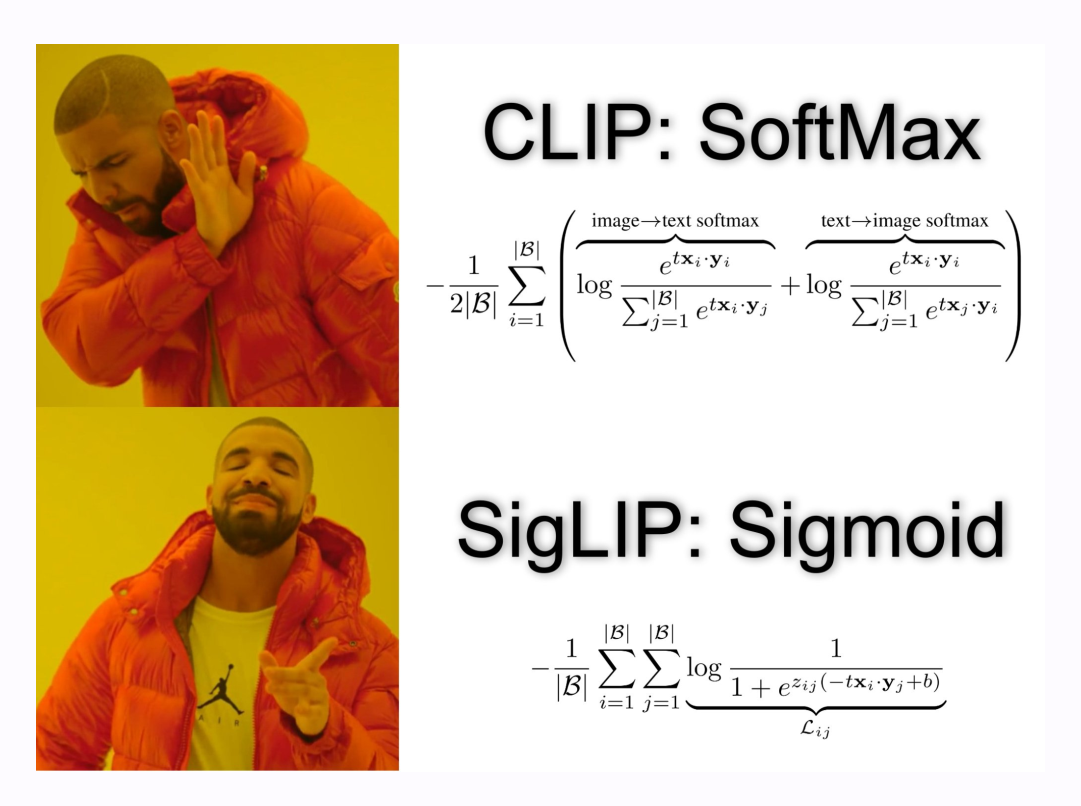 CLIP: SoftMax
image→text softmax text→image softmax
$-\frac{1}{2|\mathcal{B}|}\sum_{i=1}^{|\mathcal{B}|}\left(\overbrace{\log\frac{e^{t\mathbf{x}_i\cdot\mathbf{y}_i}}{\sum_{j=1}^{|\mathcal{B}|}e^{t\mathbf{x}_i\cdot\mathbf{y}_j}}}+\overbrace{\log\frac{e^{t\mathbf{x}_i\cdot\mathbf{y}_i}}{\sum_{j=1}^{|\mathcal{B}|}e^{t\mathbf{x}_j\cdot\mathbf{y}_i}}}\right)$
SigLIP: Sigmoid
$-\frac{1}{|\mathcal{B}|}\sum_{i=1}^{|\mathcal{B}|}\sum_{j=1}^{|\mathcal{B}|}\underbrace{\log\frac{1}{1+e^{z_{ij}(-t\mathbf{x}_i\cdot\mathbf{y}_j+b)}}}_{\mathcal{L}_{ij}}$
AIR